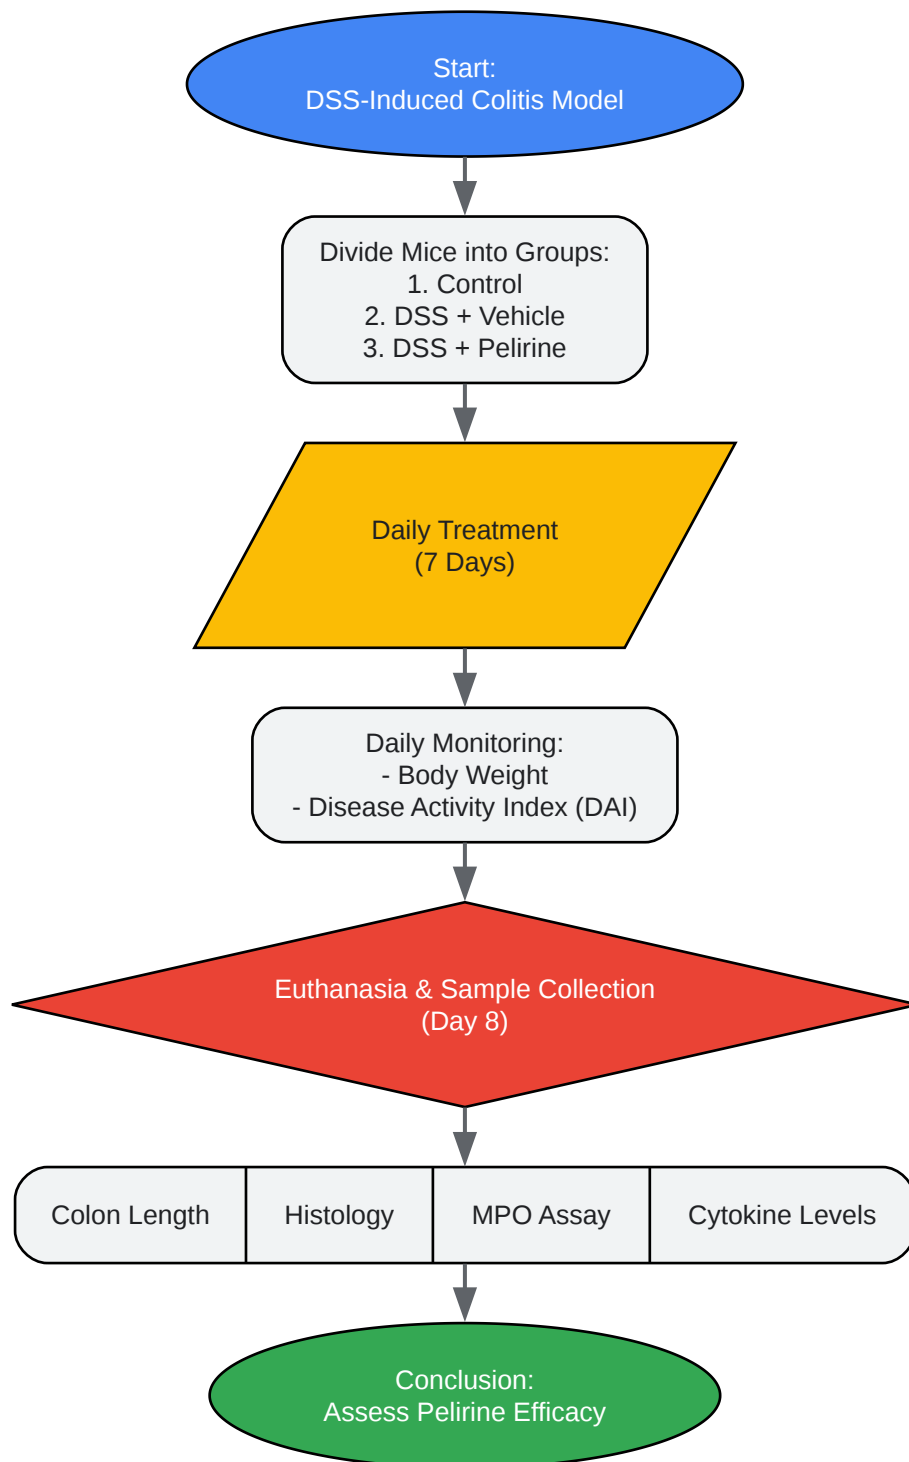 Start:
DSS-Induced Colitis Model
Divide Mice into Groups:
1. Control
2. DSS + Vehicle
3. DSS + Pelirine
Daily Treatment
(7 Days)
Daily Monitoring:
- Body Weight
- Disease Activity Index (DAI)
Euthanasia & Sample Collection
(Day 8)
Colon Length
Histology
MPO Assay
Cytokine Levels
Conclusion:
Assess Pelirine Efficacy